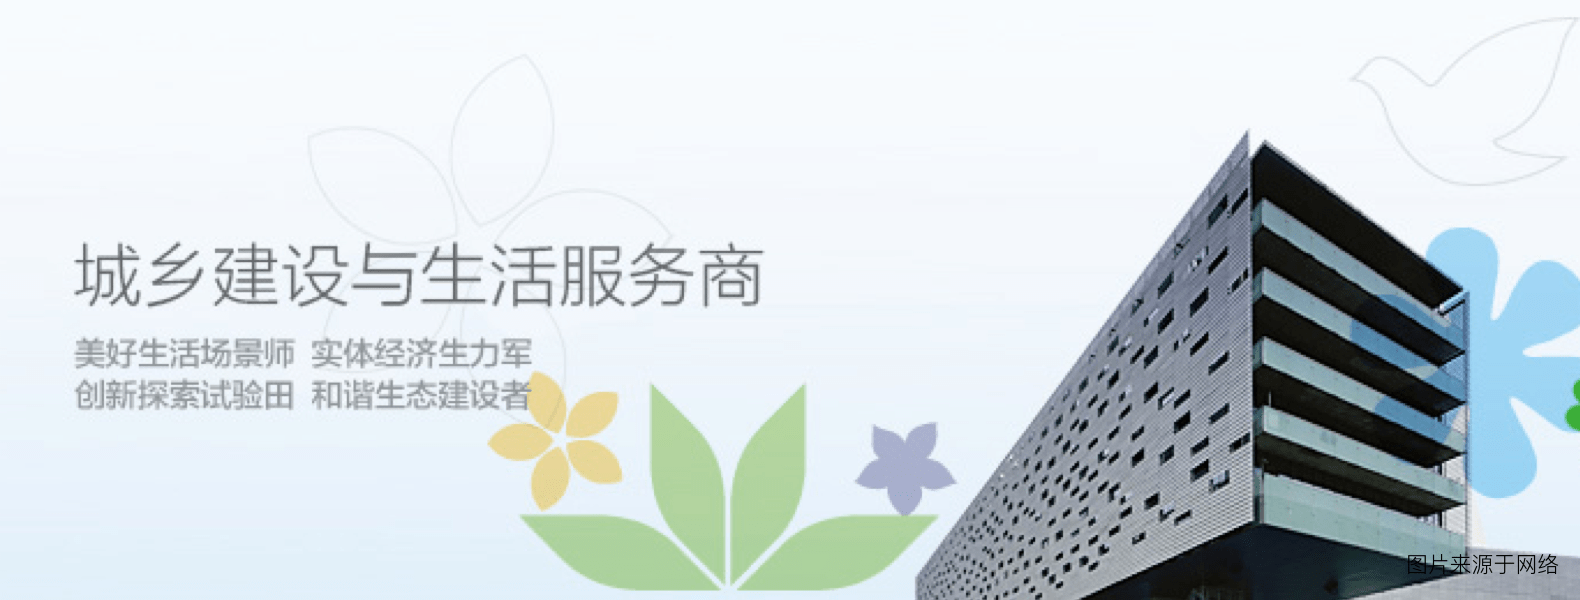 城乡建设与生活服务商
美好生活场景师 实体经济生力军
创新探索试验田 和谐生态建设者
图片来源于网络